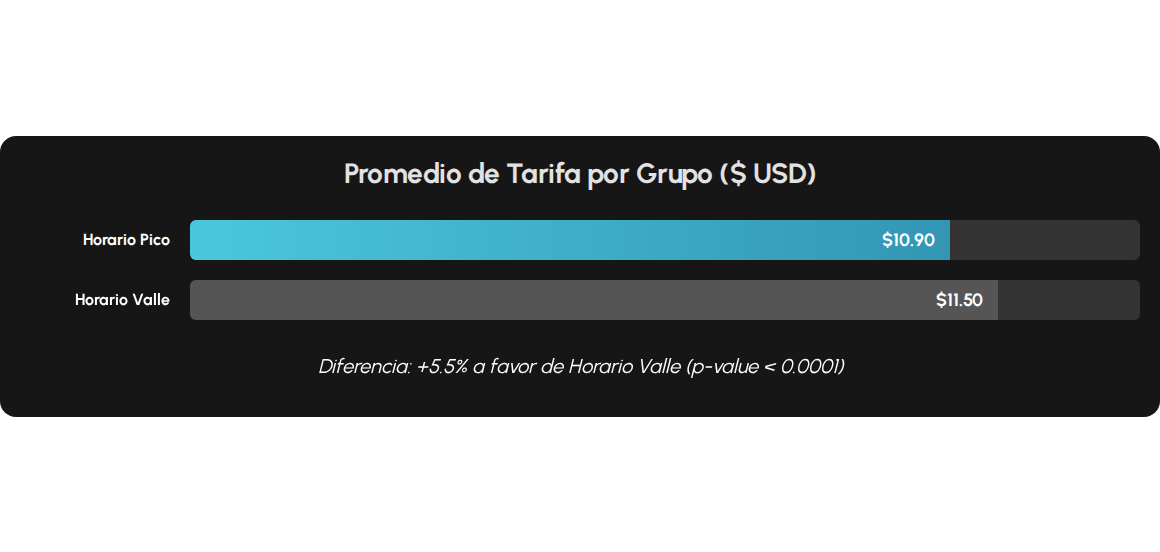 Promedio de Tarifa por Grupo ($ USD)
Horario Pico $10.90
Horario Valle $11.50
Diferencia: +5.5% a favor de Horario Valle (p-value < 0.0001)